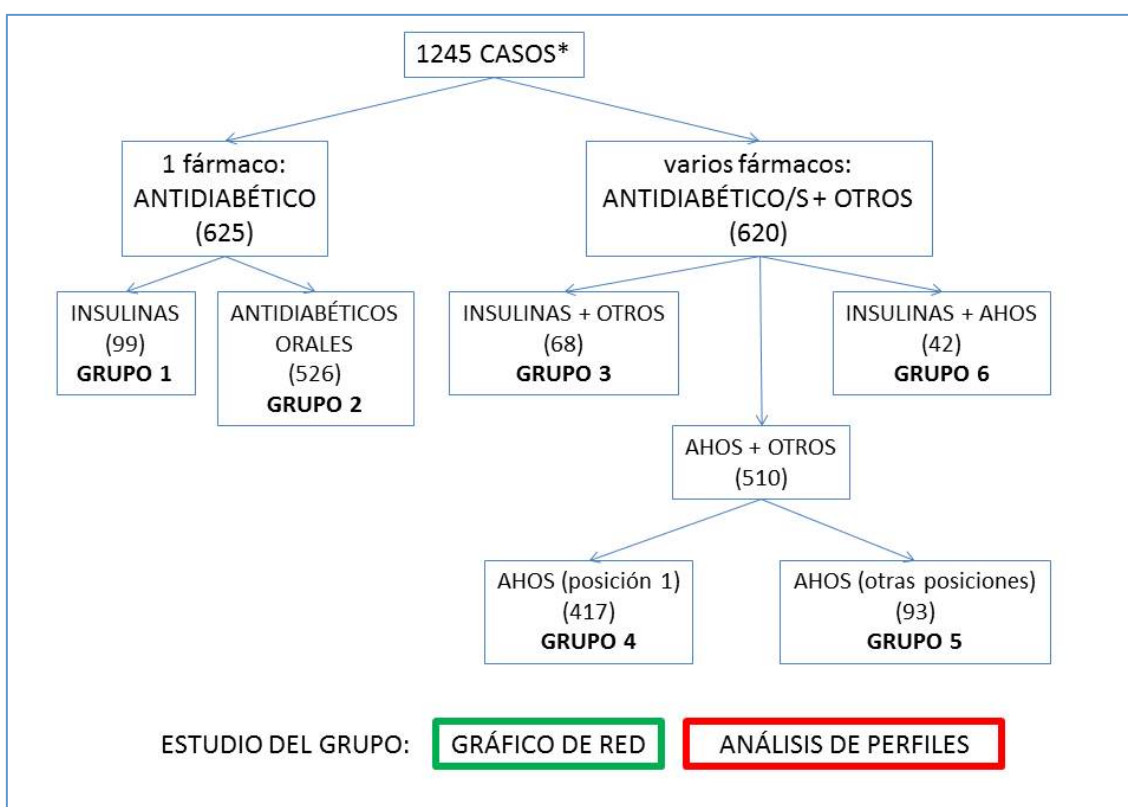 1245 CASOS*
1 fármaco:
ANTIDIABÉTICO
(625)
varios fármacos:
ANTIDIABÉTICO/S + OTROS
(620)
INSULINAS
(99)
GRUPO 1
ANTIDIABÉTICOS
ORALES
(526)
GRUPO 2
INSULINAS + OTROS
(68)
GRUPO 3
INSULINAS + AHOS
(42)
GRUPO 6
AHOS + OTROS
(510)
AHOS (posición 1)
(417)
GRUPO 4
AHOS (otras posiciones)
(93)
GRUPO 5
ESTUDIO DEL GRUPO: GRÁFICO DE RED ANÁLISIS DE PERFILES